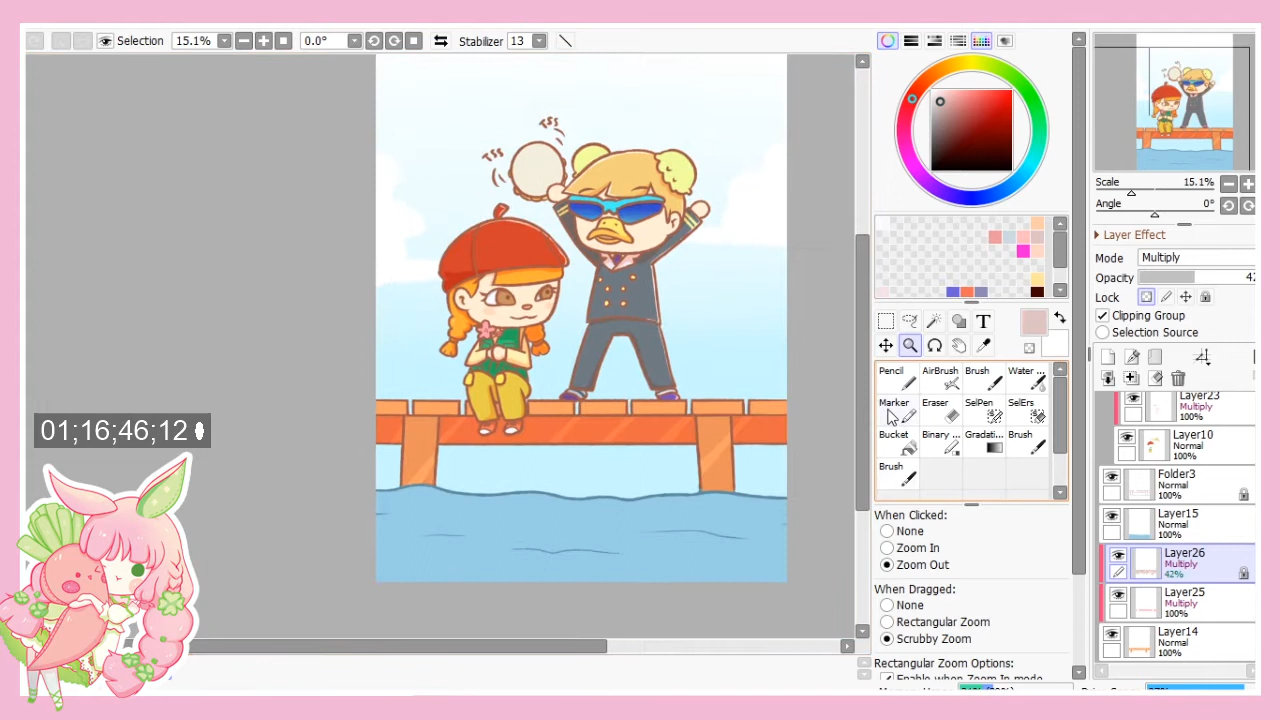 Selection 15.1% 0.0° Stabilizer 13
TSS
TSS
01;16;46;12
Scale 15.1%
Angle 0°
Layer Effect
Mode Multiply
Opacity 42
Lock
Clipping Group
Selection Source
T
Pencil AirBrush Brush Water ...
Marker Eraser SelPen SelErs
Bucket Binary ... Gradati... Brush
Brush
When Clicked:
None
Zoom In
Zoom Out
When Dragged:
None
Rectangular Zoom
Scrubby Zoom
Rectangular Zoom Options:
Layer23
Multiply
Layer10
Normal
100%
Folder3
Normal
100%
Layer15
Normal
100%
Layer26
Multiply
42%
Layer25
Multiply
100%
Layer14
Normal
100%